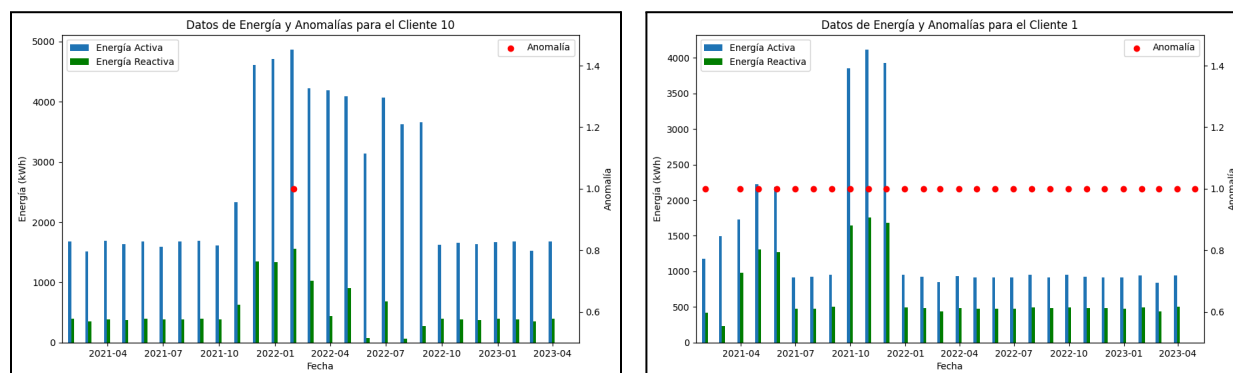 Datos de Energía y Anomalías para el Cliente 10
Energía Activa
Energía Reactiva
Anomalía
5000
4000
3000
2000
1000
0
Energía (kWh)
1.4
1.2
1.0
0.8
0.6
Anomalía
2021-04 2021-07 2021-10 2022-01 2022-04 2022-07 2022-10 2023-01 2023-04
Fecha
Datos de Energía y Anomalías para el Cliente 1
Energía Activa
Energía Reactiva
Anomalía
4000
3500
3000
2500
2000
1500
1000
500
0
Energía (kWh)
1.4
1.2
1.0
0.8
0.6
Anomalía
2021-04 2021-07 2021-10 2022-01 2022-04 2022-07 2022-10 2023-01 2023-04
Fecha